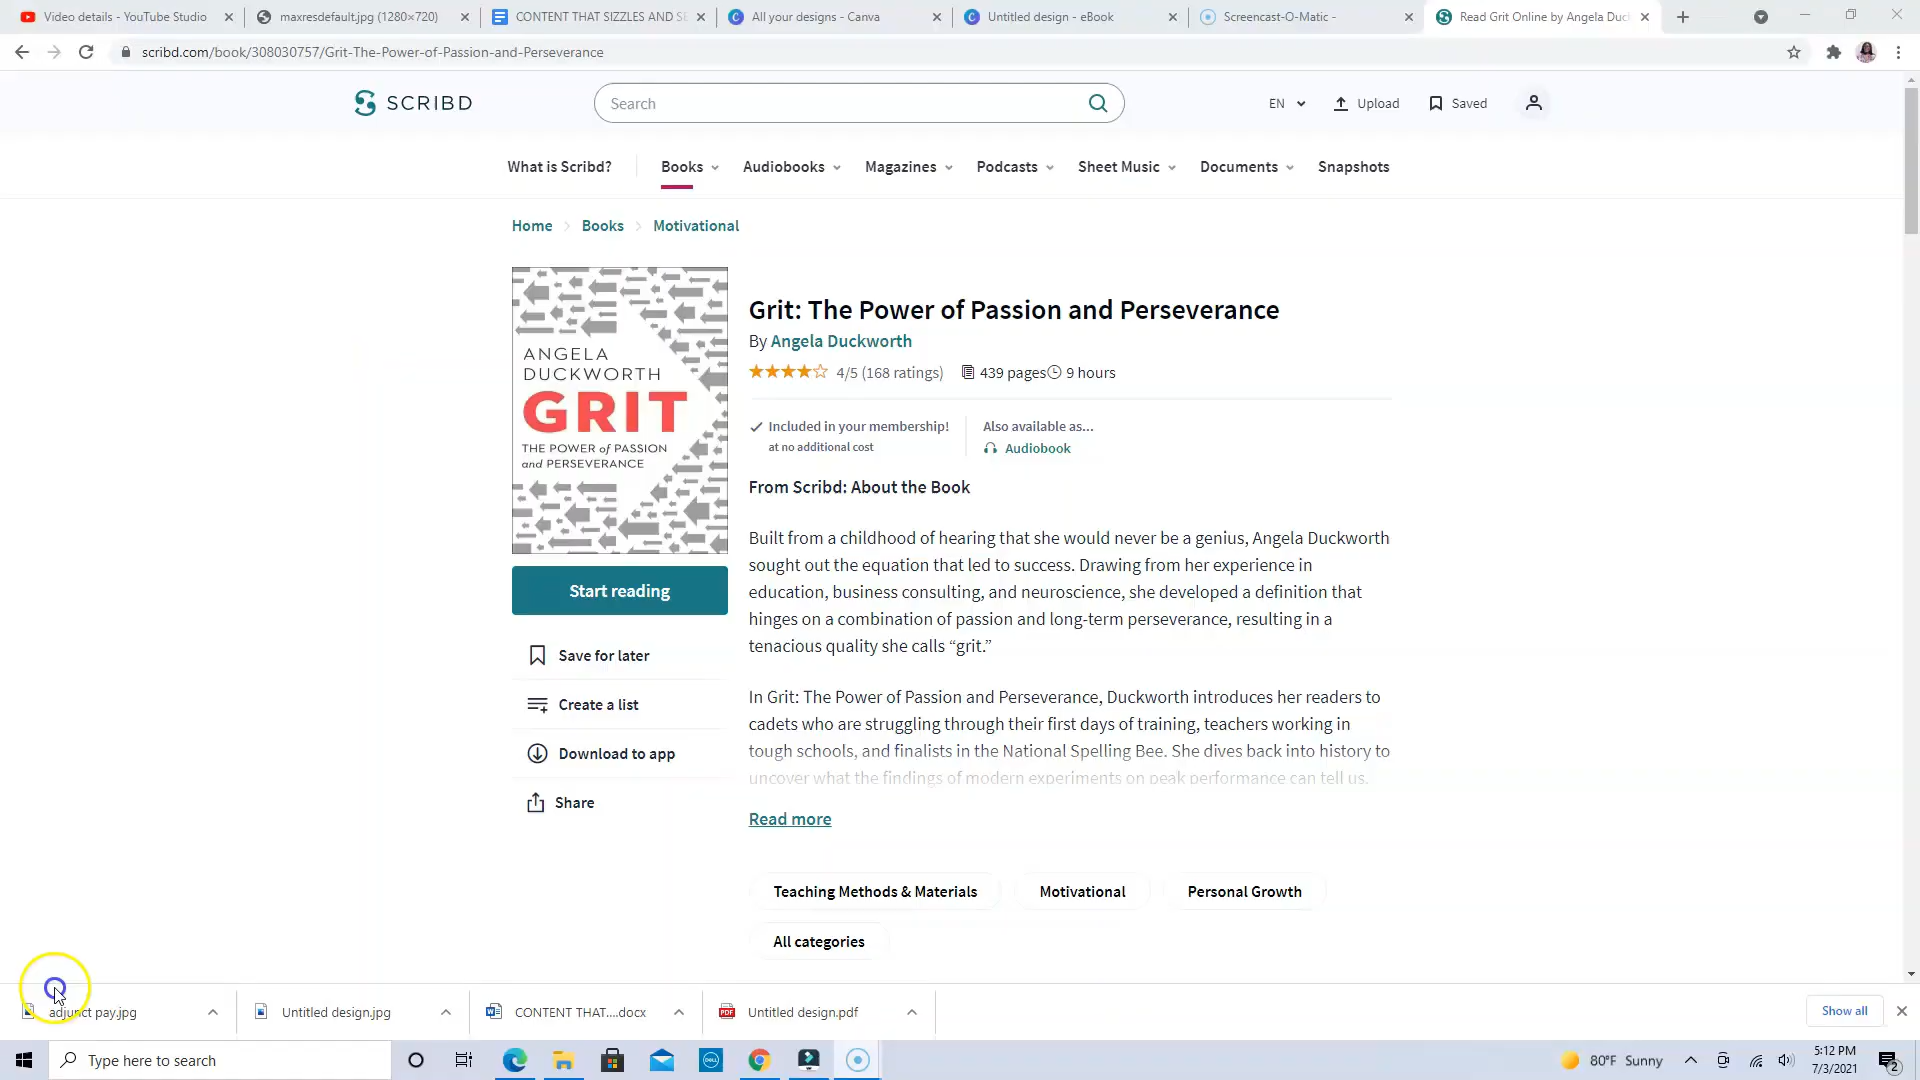 Video details - YouTube Studio
maxresdefault.jpg (1280×720)
CONTENT THAT SIZZLES AND SE
All your designs - Canva
Untitled design - eBook
Screencast-O-Matic -
Read Grit Online by Angela Duc
scribd.com/book/308030757/Grit-The-Power-of-Passion-and-Perseverance
SCRIBD
Search
EN
Upload
Saved
What is Scribd?
Books
Audiobooks
Magazines
Podcasts
Sheet Music
Documents
Snapshots
Home
Books
Motivational
ANGELA
DUCKWORTH
GRIT
THE POWER of PASSION
and PERSEVERANCE
Grit: The Power of Passion and Perseverance
By Angela Duckworth
4/5 (168 ratings)
439 pages
9 hours
Included in your membership!
at no additional cost
Also available as...
Audiobook
From Scribd: About the Book
Built from a childhood of hearing that she would never be a genius, Angela Duckworth
sought out the equation that led to success. Drawing from her experience in
education, business consulting, and neuroscience, she developed a definition that
hinges on a combination of passion and long-term perseverance, resulting in a
tenacious quality she calls “grit.”
In Grit: The Power of Passion and Perseverance, Duckworth introduces her readers to
cadets who are struggling through their first days of training, teachers working in
tough schools, and finalists in the National Spelling Bee. She dives back into history to
uncover what the findings of modern experiments on peak performance can tell us.
Read more
Start reading
Save for later
Create a list
Download to app
Share
Teaching Methods & Materials
Motivational
Personal Growth
All categories
adjunct pay.jpg
Untitled design.jpg
CONTENT THAT....docx
PDF
Untitled design.pdf
Show all
Type here to search
DELL
80°F Sunny
5:12 PM
7/3/2021
2